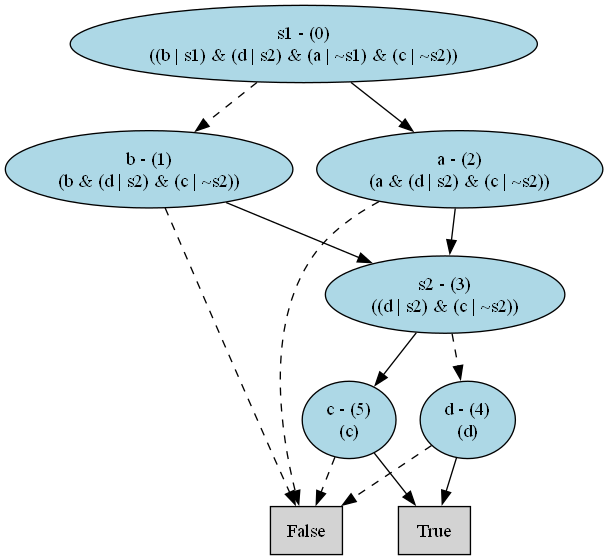 s1 - (0)
((b | s1) & (d | s2) & (a | ~s1) & (c | ~s2))
b - (1)
(b & (d | s2) & (c | ~s2))
a - (2)
(a & (d | s2) & (c | ~s2))
s2 - (3)
((d | s2) & (c | ~s2))
c - (5)
(c)
d - (4)
(d)
False
True